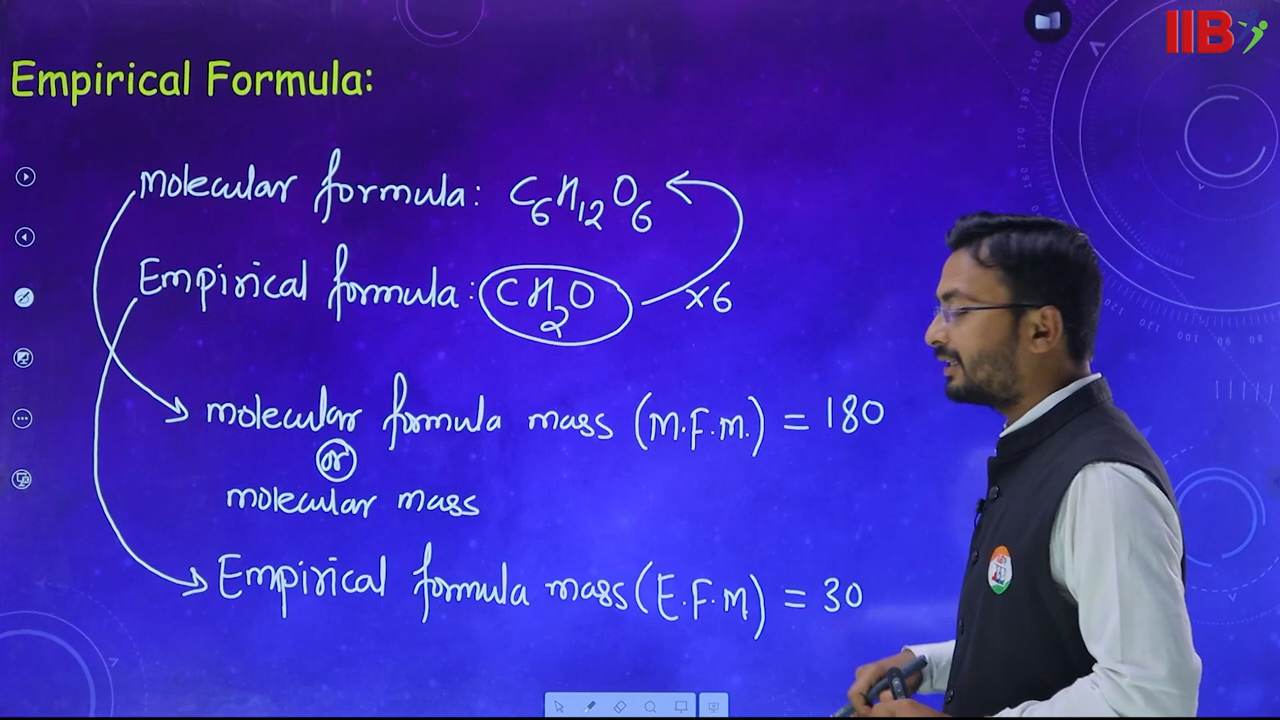 IIB
Empirical Formula:
molecular formula: C₆H₁₂O₆
Empirical formula: CH₂O ×6
molecular formula mass (M.F.M.) = 180
or
molecular mass
Empirical formula mass (E.F.M) = 30